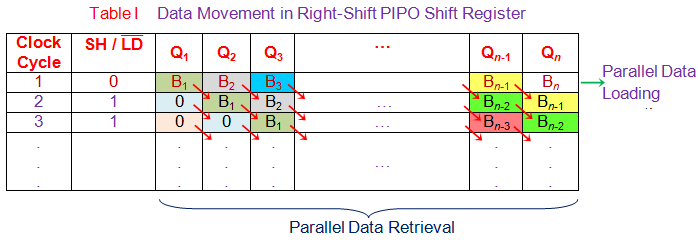 Table I Data Movement in Right-Shift PIPO Shift Register
Clock Cycle SH / L̅D̅ Q1 Q2 Q3 ... Qn-1 Qn
1 0 B1 B2 B3 Bn-1 Bn
2 1 0 B1 B2 ... Bn-2 Bn-1
3 1 0 0 B1 Bn-3 Bn-2
. . . . . . .
. . . . . ... . .
. . . . . . .
Parallel Data
Loading
..
Parallel Data Retrieval